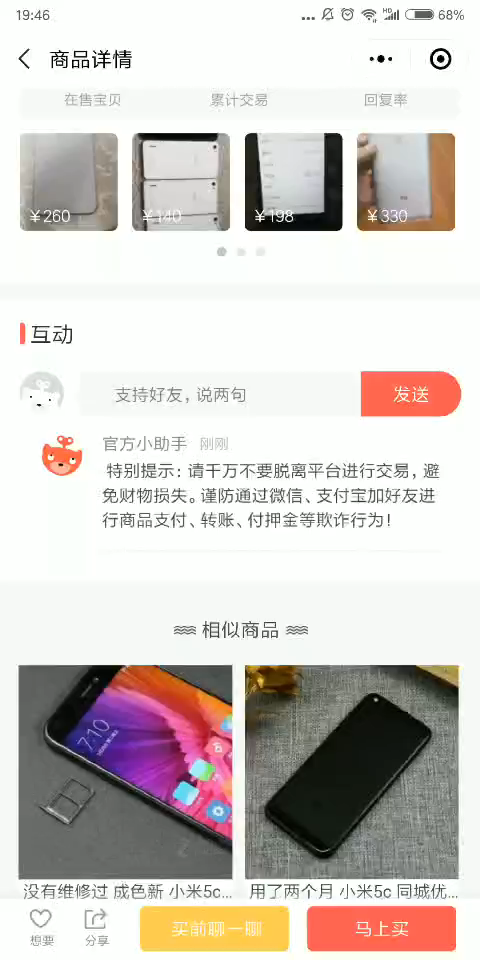 19:46
HD
68%
商品详情
在售宝贝 累计交易 回复率
￥260 ￥140 ￥198 ￥330
互动
支持好友，说两句 发送
官方小助手 刚刚
特别提示：请千万不要脱离平台进行交易，避
免财物损失。谨防通过微信、支付宝加好友进
行商品支付、转账、付押金等欺诈行为！
相似商品
7:10
没有维修过 成色新 小米5c... 用了两个月 小米5c 同城优...
想要 分享 买前聊一聊 马上买